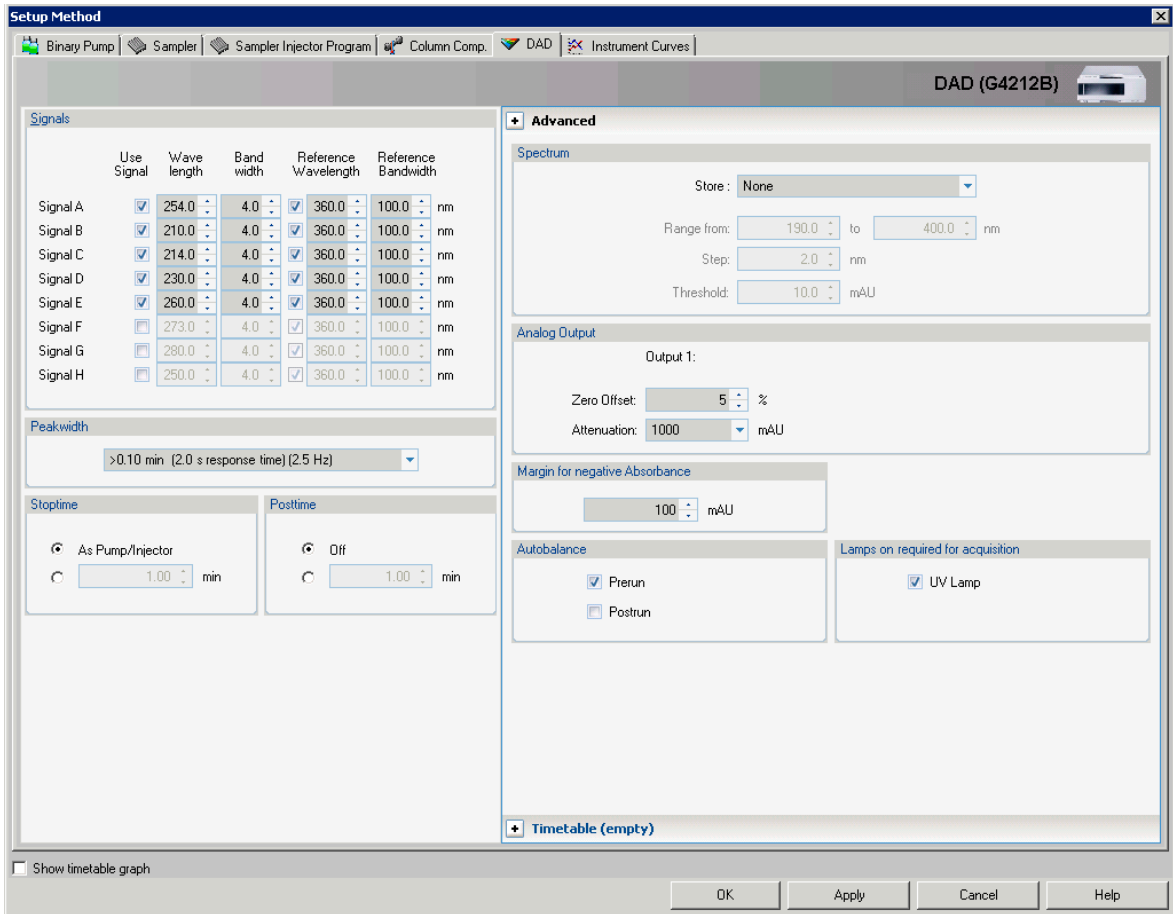 Setup Method
Binary Pump Sampler Sampler Injector Program Column Comp. DAD Instrument Curves
DAD (G4212B)
Signals
Use Signal Wave length Band width Reference Wavelength Reference Bandwidth
Signal A 254.0 4.0 360.0 100.0 nm
Signal B 210.0 4.0 360.0 100.0 nm
Signal C 214.0 4.0 360.0 100.0 nm
Signal D 230.0 4.0 360.0 100.0 nm
Signal E 260.0 4.0 360.0 100.0 nm
Signal F 273.0 4.0 360.0 100.0 nm
Signal G 280.0 4.0 360.0 100.0 nm
Signal H 250.0 4.0 360.0 100.0 nm
Peakwidth
>0.10 min (2.0 s response time) (2.5 Hz)
Stoptime
As Pump/Injector
1.00 min
Posttime
Off
1.00 min
+ Advanced
Spectrum
Store : None
Range from: 190.0 to 400.0 nm
Step: 2.0 nm
Threshold: 10.0 mAU
Analog Output
Output 1:
Zero Offset: 5 %
Attenuation: 1000 mAU
Margin for negative Absorbance
100 mAU
Autobalance
Prerun
Postrun
Lamps on required for acquisition
UV Lamp
+ Timetable (empty)
Show timetable graph
OK Apply Cancel Help